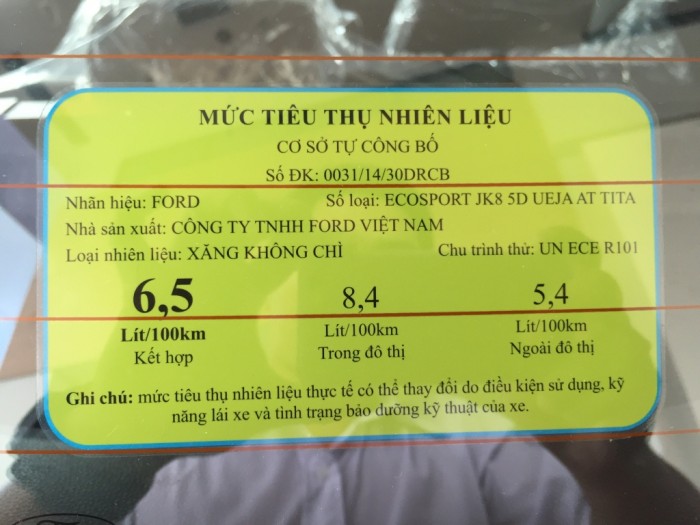 MỨC TIÊU THỤ NHIÊN LIỆU
CƠ SỞ TỰ CÔNG BỐ
Số ĐK: 0031/14/30DRCB
Nhãn hiệu: FORD Số loại: ECOSPORT JK8 5D UEJA AT TITA
Nhà sản xuất: CÔNG TY TNHH FORD VIỆT NAM
Loại nhiên liệu: XĂNG KHÔNG CHÌ Chu trình thử: UN ECE R101
6,5 8,4 5,4
Lít/100km Lít/100km Lít/100km
Kết hợp Trong đô thị Ngoài đô thị
Ghi chú: mức tiêu thụ nhiên liệu thực tế có thể thay đổi do điều kiện sử dụng, kỹ
năng lái xe và tình trạng bảo dưỡng kỹ thuật của xe.